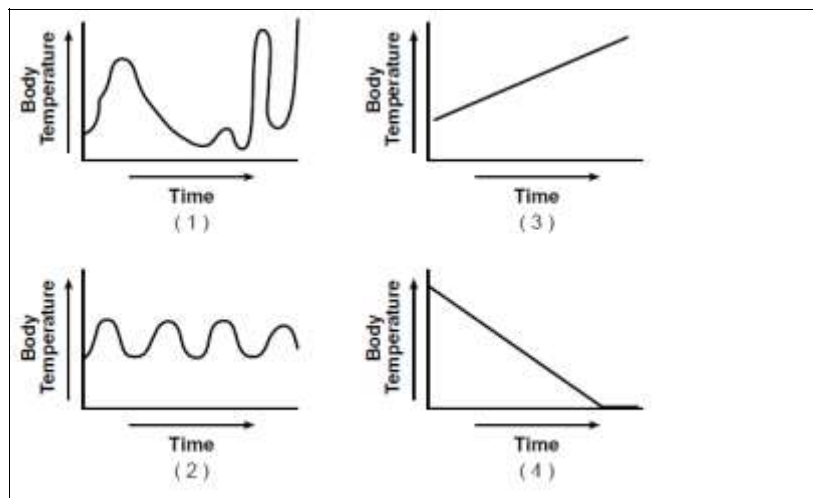 Body
Temperature
Time
( 1 )
Body
Temperature
Time
( 3 )
Body
Temperature
Time
( 2 )
Body
Temperature
Time
( 4 )